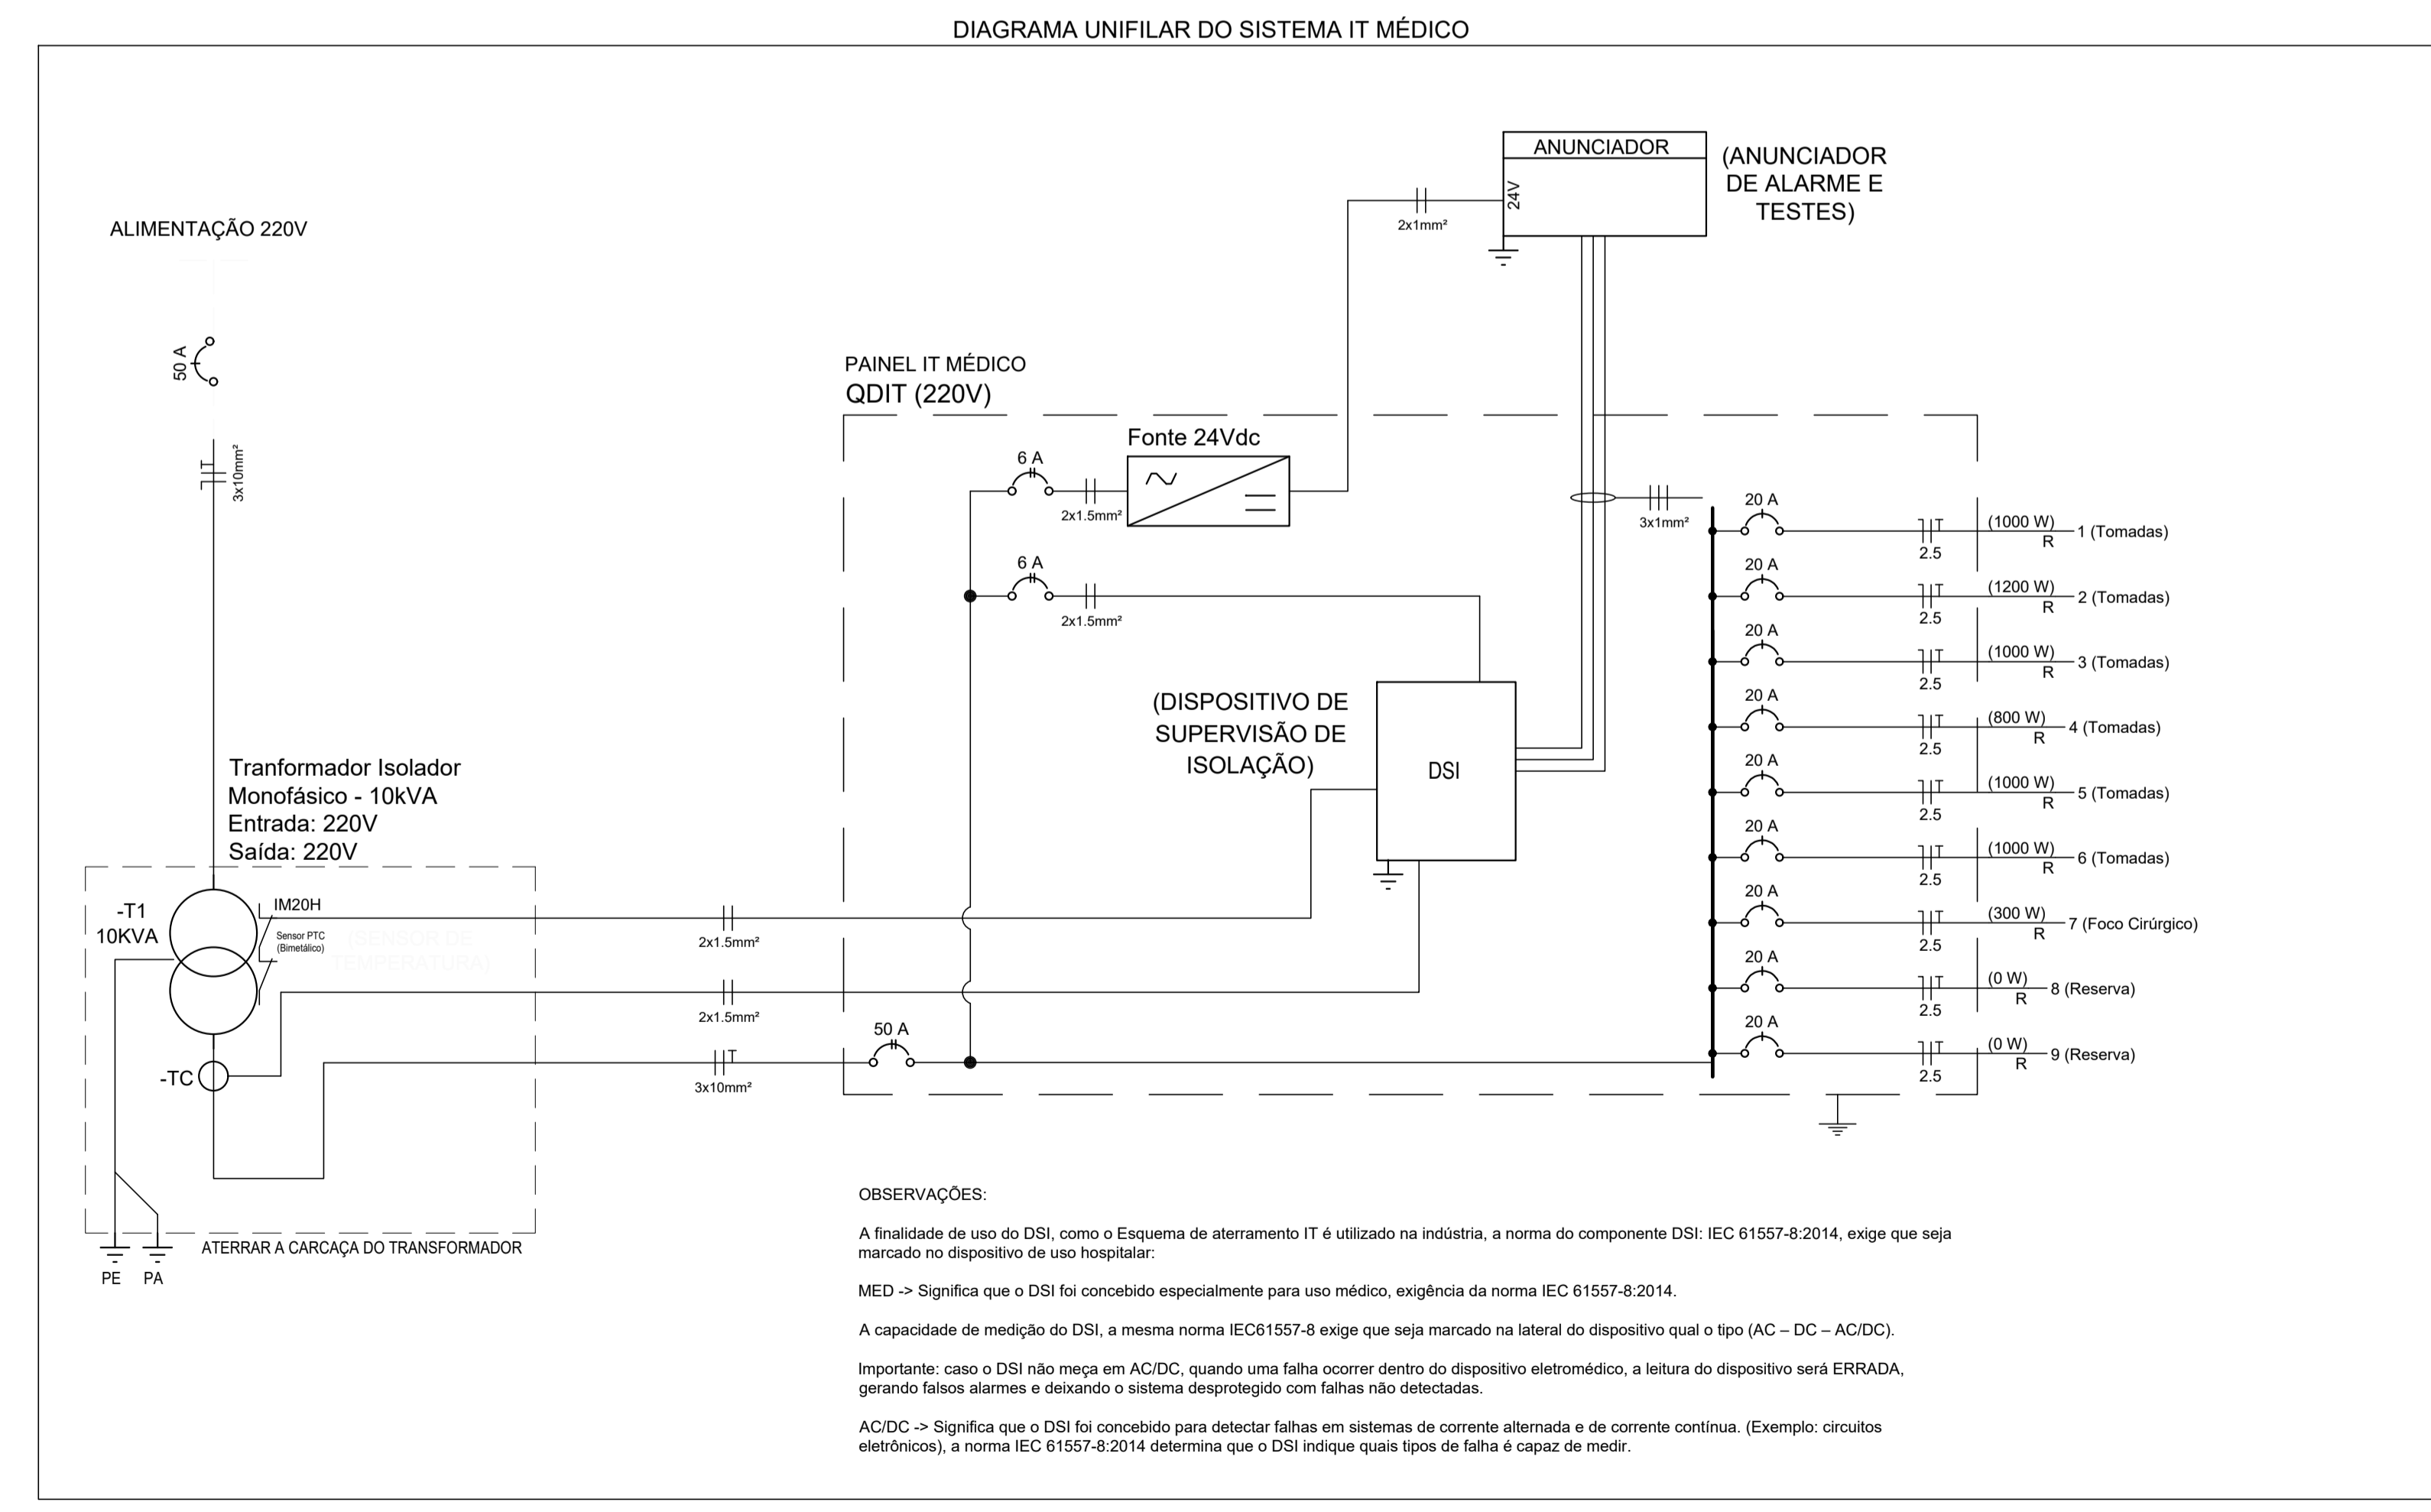 DIAGRAMA UNIFILAR DO SISTEMA IT MÉDICO
ANUNCIADOR
24V
(ANUNCIADOR
DE ALARME E
TESTES)
2x1mm²
ALIMENTAÇÃO 220V
50 A
3x10mm²
PAINEL IT MÉDICO
QDIT (220V)
Fonte 24Vdc
6 A
2x1.5mm²
6 A
2x1.5mm²
3x1mm²
(DISPOSITIVO DE
SUPERVISÃO DE
ISOLAÇÃO)
DSI
Tranformador Isolador
Monofásico - 10kVA
Entrada: 220V
Saída: 220V
-T1
10KVA
IM20H
Sensor PTC
(Bimetálico)
(SENSOR DE
TEMPERATURA)
-TC
2x1.5mm²
2x1.5mm²
3x10mm²
50 A
20 A
2.5
(1000 W)
R
1 (Tomadas)
20 A
2.5
(1200 W)
R
2 (Tomadas)
20 A
2.5
(1000 W)
R
3 (Tomadas)
20 A
2.5
(800 W)
R
4 (Tomadas)
20 A
2.5
(1000 W)
R
5 (Tomadas)
20 A
2.5
(1000 W)
R
6 (Tomadas)
20 A
2.5
(300 W)
R
7 (Foco Cirúrgico)
20 A
2.5
(0 W)
R
8 (Reserva)
20 A
2.5
(0 W)
R
9 (Reserva)
ATERRAR A CARCAÇA DO TRANSFORMADOR
PE
PA
OBSERVAÇÕES:
A finalidade de uso do DSI, como o Esquema de aterramento IT é utilizado na indústria, a norma do componente DSI: IEC 61557-8:2014, exige que seja
marcado no dispositivo de uso hospitalar:
MED -> Significa que o DSI foi concebido especialmente para uso médico, exigência da norma IEC 61557-8:2014.
A capacidade de medição do DSI, a mesma norma IEC61557-8 exige que seja marcado na lateral do dispositivo qual o tipo (AC – DC – AC/DC).
Importante: caso o DSI não meça em AC/DC, quando uma falha ocorrer dentro do dispositivo eletromédico, a leitura do dispositivo será ERRADA,
gerando falsos alarmes e deixando o sistema desprotegido com falhas não detectadas.
AC/DC -> Significa que o DSI foi concebido para detectar falhas em sistemas de corrente alternada e de corrente contínua. (Exemplo: circuitos
eletrônicos), a norma IEC 61557-8:2014 determina que o DSI indique quais tipos de falha é capaz de medir.